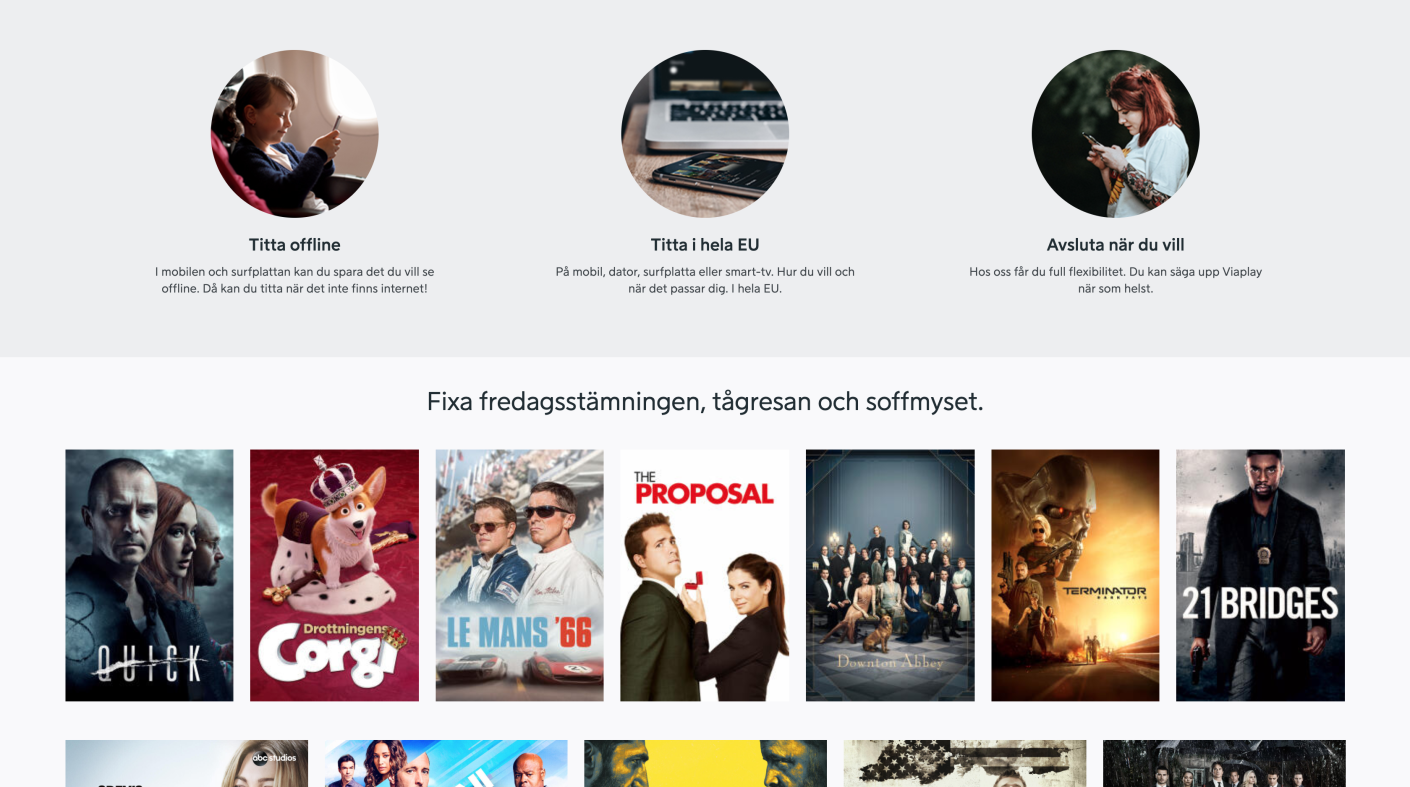 Titta offline
I mobilen och surfplattan kan du spara det du vill se
offline. Då kan du titta när det inte finns internet!
Titta i hela EU
På mobil, dator, surfplatta eller smart-tv. Hur du vill och
när det passar dig. I hela EU.
Avsluta när du vill
Hos oss får du full flexibilitet. Du kan säga upp Viaplay
när som helst.
Fixa fredagsstämningen, tågresan och soffmyset.
QUICK
Drottningens
Corgi
LE MANS '66
THE
PROPOSAL
Downton Abbey
TERMINATOR
DARK FATE
21 BRIDGES
abc studios